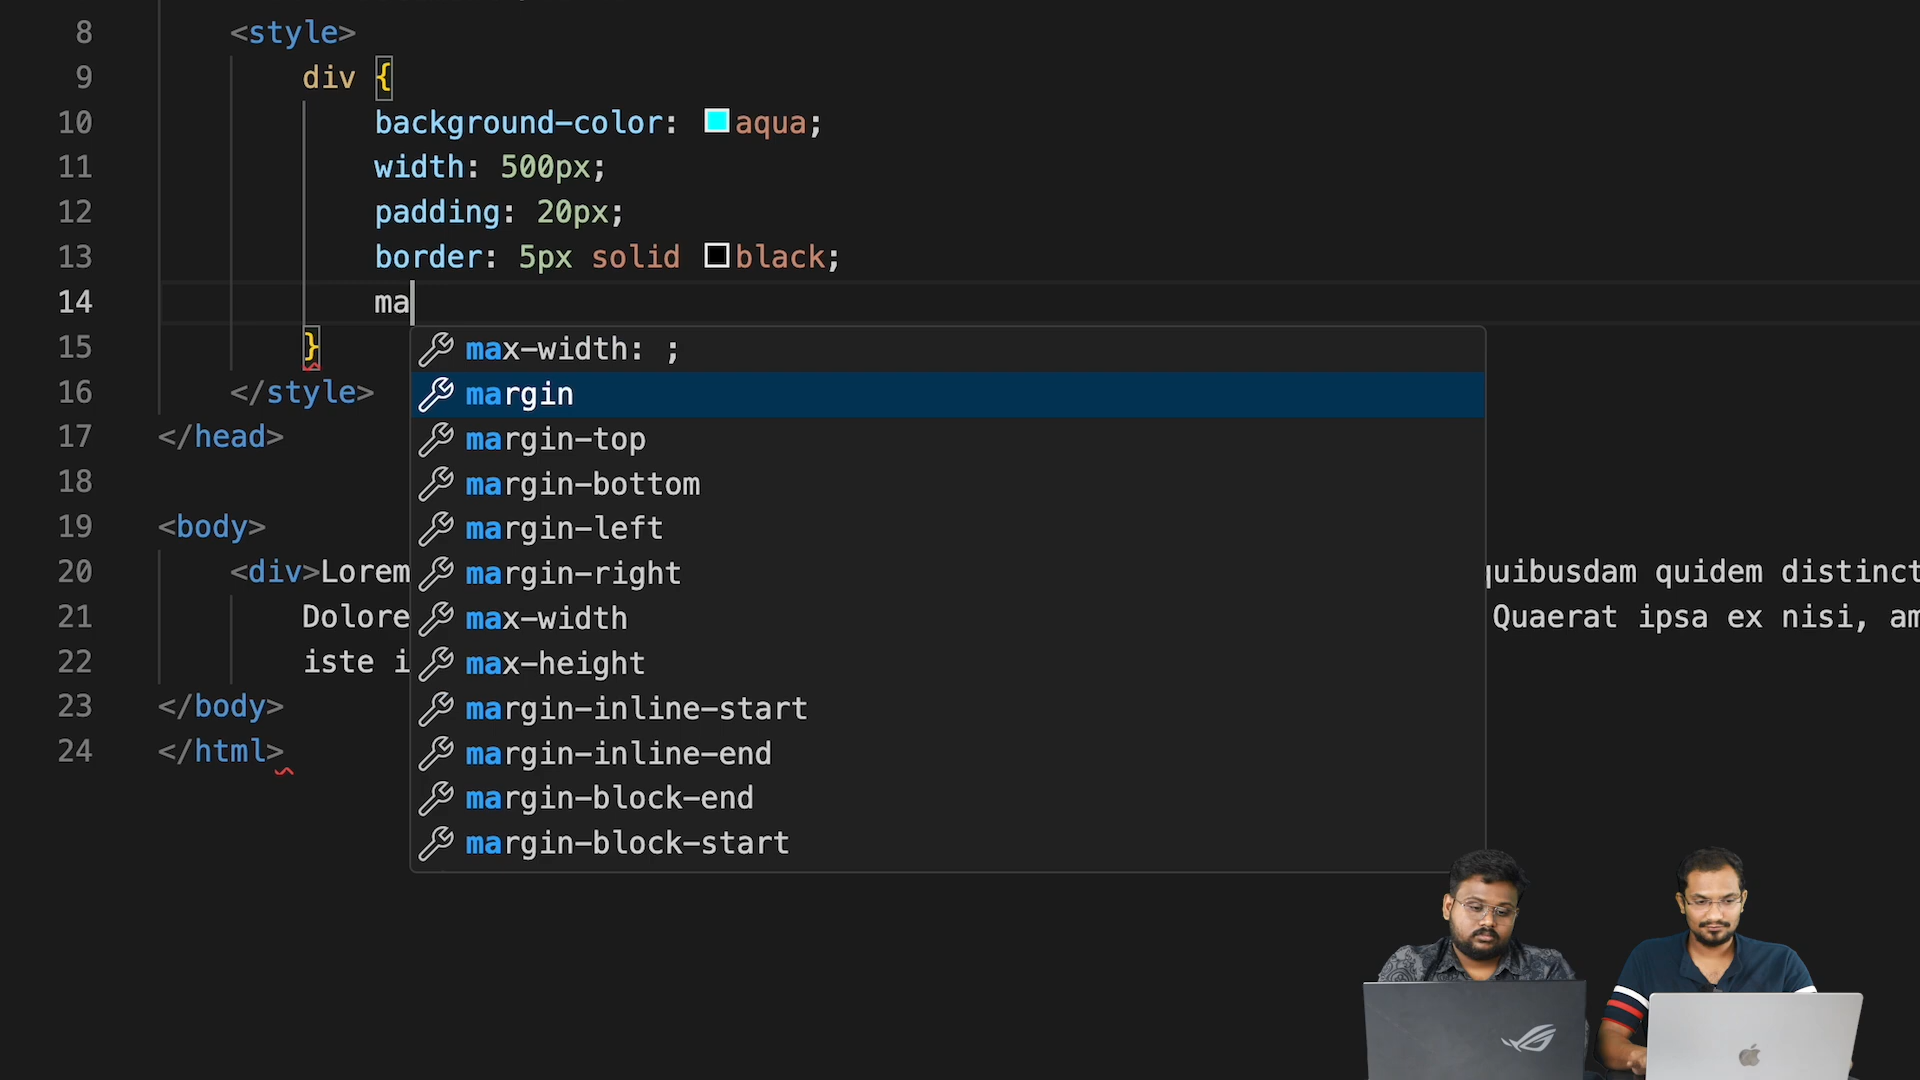 8 <style>
9 div {
10 background-color: aqua;
11 width: 500px;
12 padding: 20px;
13 border: 5px solid black;
14 ma
15 }
max-width: ;
16 </style>
margin
17 </head>
margin-top
18
margin-bottom
19 <body>
margin-left
20 <div>Lorem
margin-right
quibusdam quidem distinct
21 Dolore
max-width
Quaerat ipsa ex nisi, am
22 iste i
max-height
23 </body>
margin-inline-start
24 </html>
margin-inline-end
margin-block-end
margin-block-start